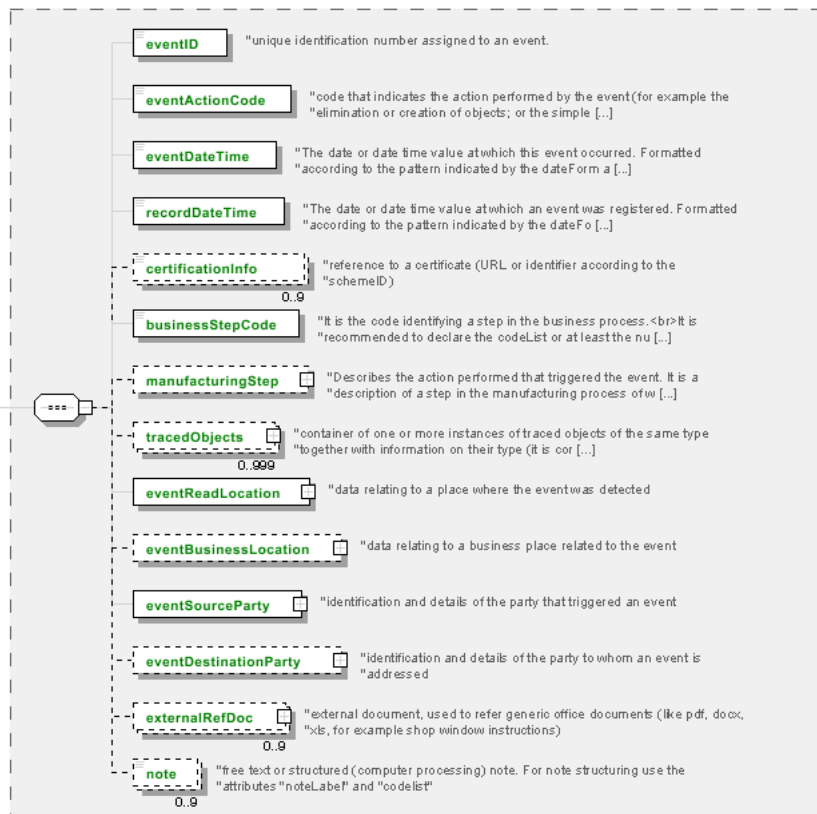 eventID
"unique identification number assigned to an event.
eventActionCode
"code that indicates the action performed by the event (for example the
"elimination or creation of objects; or the simple [...]
eventDateTime
"The date or date time value at which this event occurred. Formatted
"according to the pattern indicated by the dateForm a [...]
recordDateTime
"The date or date time value at which an event was registered. Formatted
"according to the pattern indicated by the dateFo [...]
certificationInfo
"reference to a certificate (URL or identifier according to the
"schemeID)
0..9
businessStepCode
"It is the code identifying a step in the business process.<br>It is
"recommended to declare the codeList or at least the nu [...]
manufacturingStep
"Describes the action performed that triggered the event. It is a
"description of a step in the manufacturing process of w [...]
tracedObjects
"container of one or more instances of traced objects of the same type
"together with information on their type (it is cor [...]
0..999
eventReadLocation
"data relating to a place where the event was detected
eventBusinessLocation
"data relating to a business place related to the event
eventSourceParty
"identification and details of the party that triggered an event
eventDestinationParty
"identification and details of the party to whom an event is
"addressed
externalRefDoc
"external document, used to refer generic office documents (like pdf, docx,
"xls, for example shop window instructions)
0..9
note
"free text or structured (computer processing) note. For note structuring use the
"attributes "noteLabel" and "codelist"
0..9